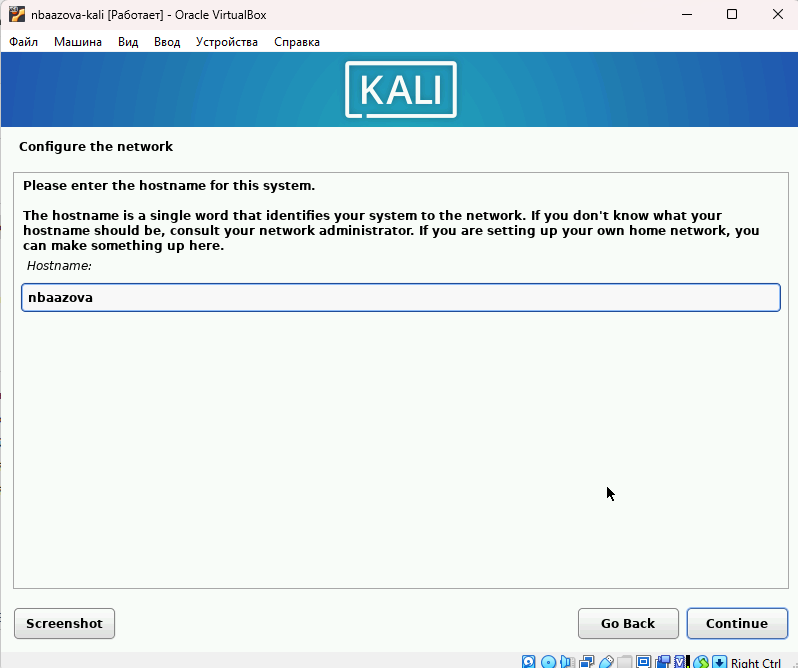 nbaazova-kali [Работает] - Oracle VirtualBox
Файл Машина Вид Ввод Устройства Справка
KALI
Configure the network
Please enter the hostname for this system.
The hostname is a single word that identifies your system to the network. If you don't know what your
hostname should be, consult your network administrator. If you are setting up your own home network, you
can make something up here.
Hostname:
nbaazova
Screenshot Go Back Continue
Right Ctrl